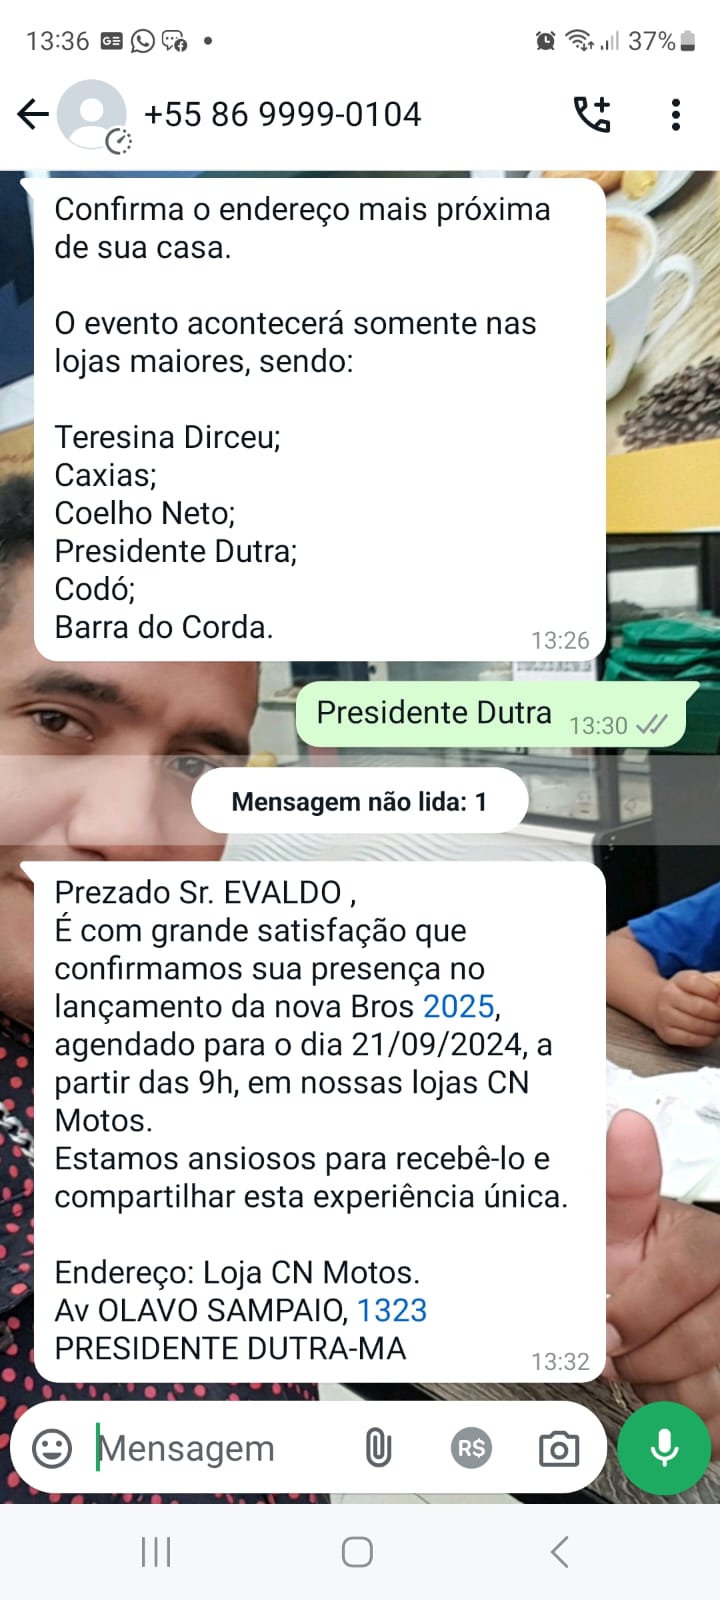 13:36
37%
+55 86 9999-0104
Confirma o endereço mais próxima
de sua casa.
O evento acontecerá somente nas
lojas maiores, sendo:
Teresina Dirceu;
Caxias;
Coelho Neto;
Presidente Dutra;
Codó;
Barra do Corda.
13:26
Presidente Dutra
13:30
Mensagem não lida: 1
Prezado Sr. EVALDO ,
É com grande satisfação que
confirmamos sua presença no
lançamento da nova Bros 2025,
agendado para o dia 21/09/2024, a
partir das 9h, em nossas lojas CN
Motos.
Estamos ansiosos para recebê-lo e
compartilhar esta experiência única.
Endereço: Loja CN Motos.
Av OLAVO SAMPAIO, 1323
PRESIDENTE DUTRA-MA
13:32
Mensagem
R$